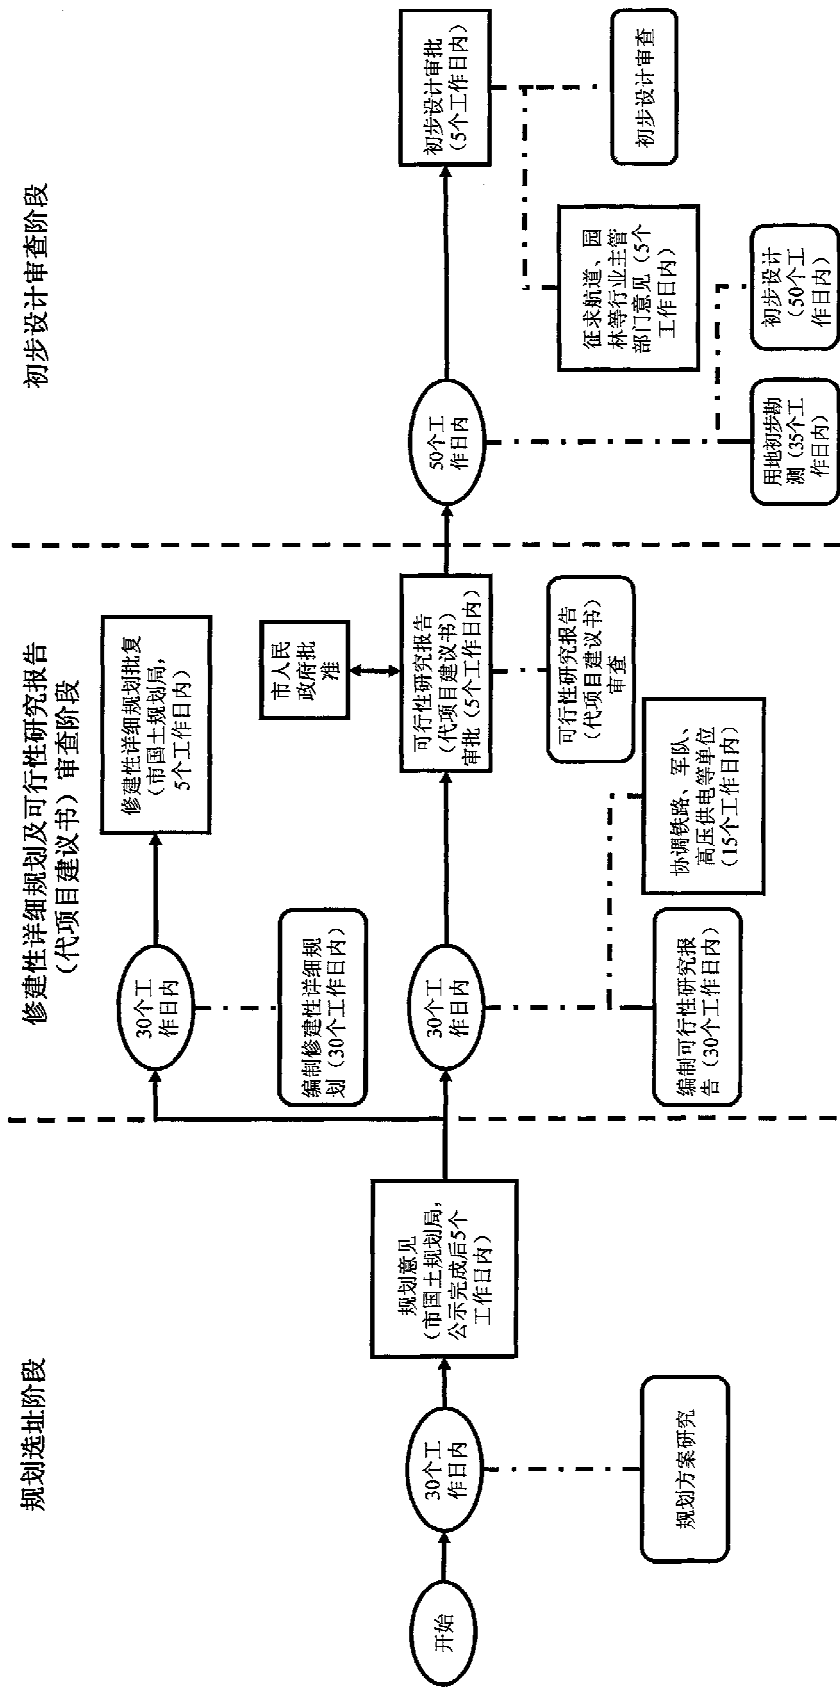 规划选址阶段
开始
30个工
作日内
规划方案研究
规划意见
（市国土规划局，
公示完成后5个
工作日内）
修建性详细规划及可行性研究报告
（代项目建议书）审查阶段
30个工
作日内
编制修建性详细规
划（30个工作日内）
修建性详细规划批复
（市国土规划局，
5个工作日内）
30个工
作日内
编制可行性研究报
告（30个工作日内）
协调铁路、军队、
高压供电等单位
（15个工作日内）
市人民
政府批
准
可行性研究报告
（代项目建议书）
审批（5个工作日内）
可行性研究报告
（代项目建议书）
审查
初步设计审查阶段
50个工
作日内
用地初步勘
测（35个工
作日内）
初步设计
（50个工
作日内）
征求航道、园
林等行业主管
部门意见（5个
工作日内）
初步设计审批
（5个工作日内）
初步设计审查